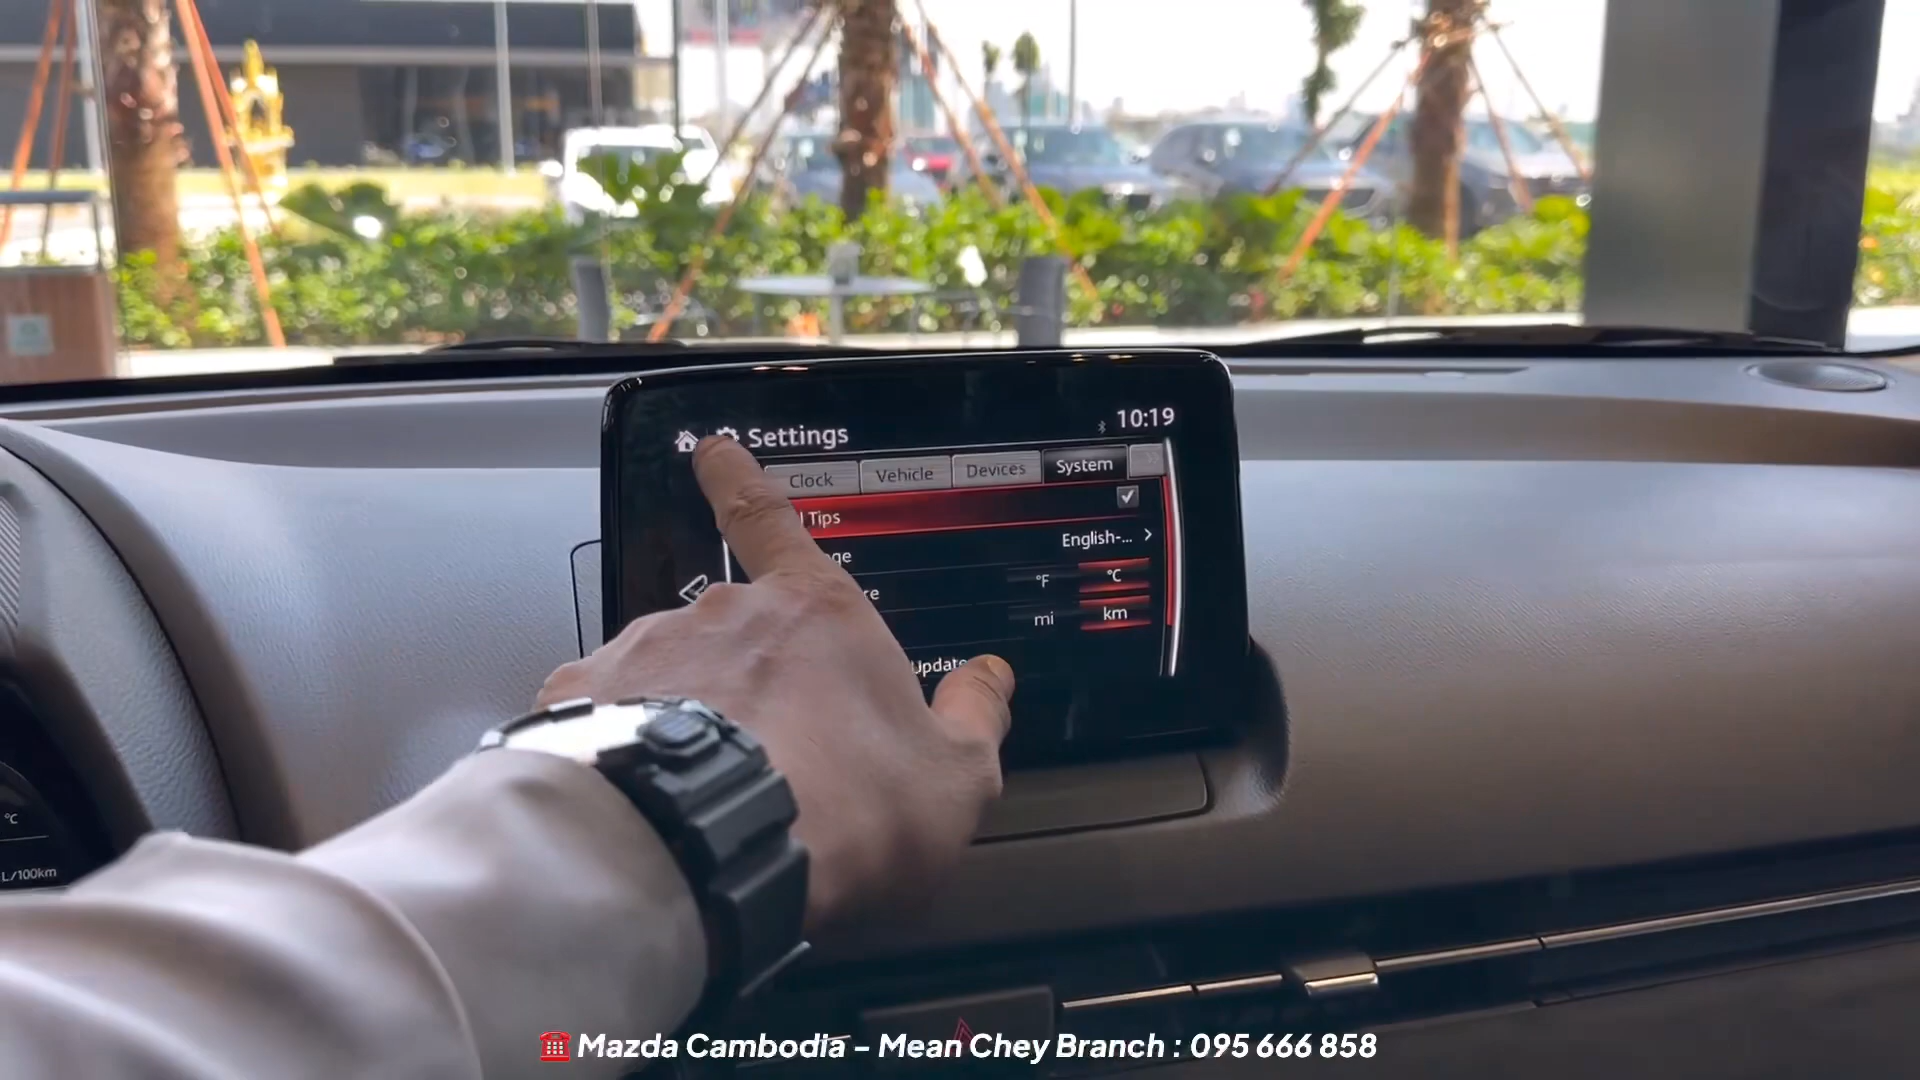 10:19
Settings
Clock
Vehicle
Devices
System
Tips
English-...
°F
°C
mi
km
Update
°C
L/100km
Mazda Cambodia - Mean Chey Branch : 095 666 858